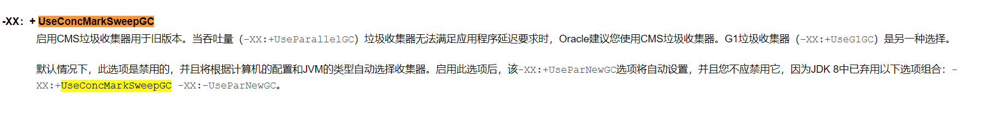 -XX：+ UseConcMarkSweepGC
启用CMS垃圾收集器用于旧版本。当吞吐量（-XX:+UseParallelGC）垃圾收集器无法满足应用程序延迟要求时，Oracle建议您使用CMS垃圾收集器。G1垃圾收集器（-XX:+UseG1GC）是另一种选择。
默认情况下，此选项是禁用的，并且将根据计算机的配置和JVM的类型自动选择收集器。启用此选项后，该-XX:+UseParNewGC选项将自动设置，并且您不应禁用它，因为JDK 8中已弃用以下选项组合：-
XX:+UseConcMarkSweepGC -XX:-UseParNewGC。